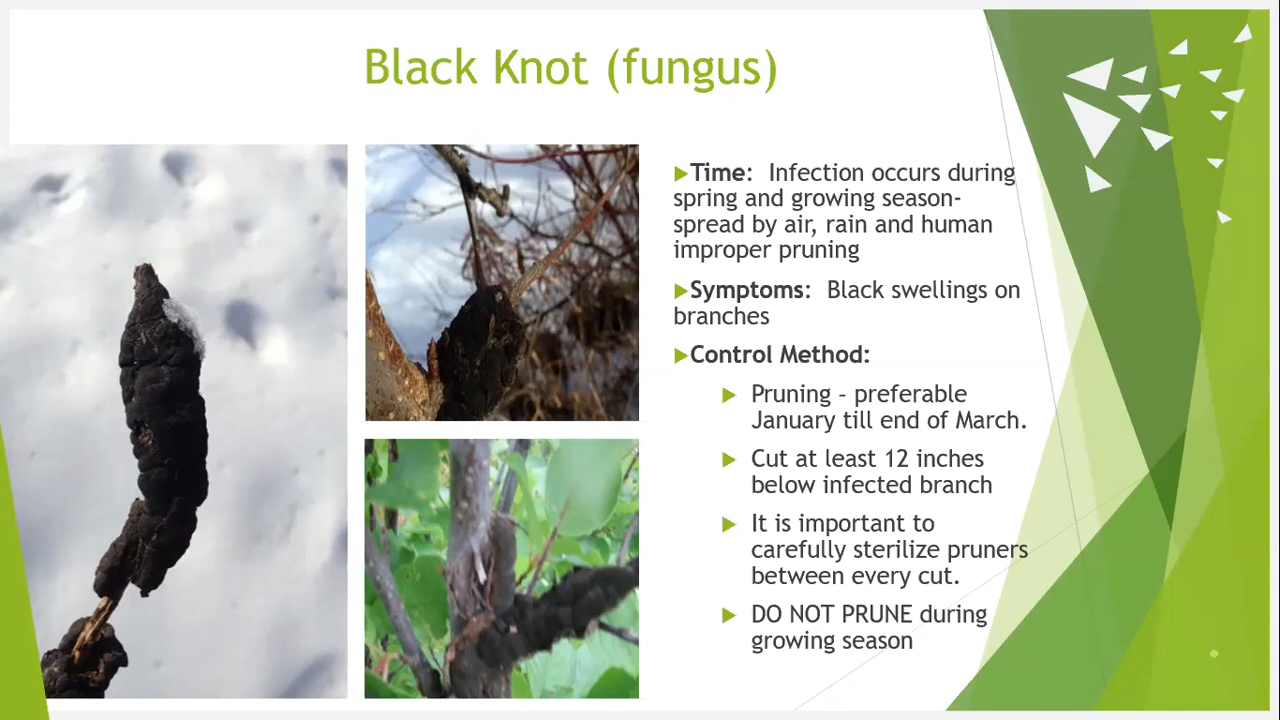 Black Knot (fungus)
Time:  Infection occurs during
spring and growing season-
spread by air, rain and human
improper pruning
Symptoms:  Black swellings on
branches
Control Method:
Pruning – preferable
January till end of March.
Cut at least 12 inches
below infected branch
It is important to
carefully sterilize pruners
between every cut.
DO NOT PRUNE during
growing season